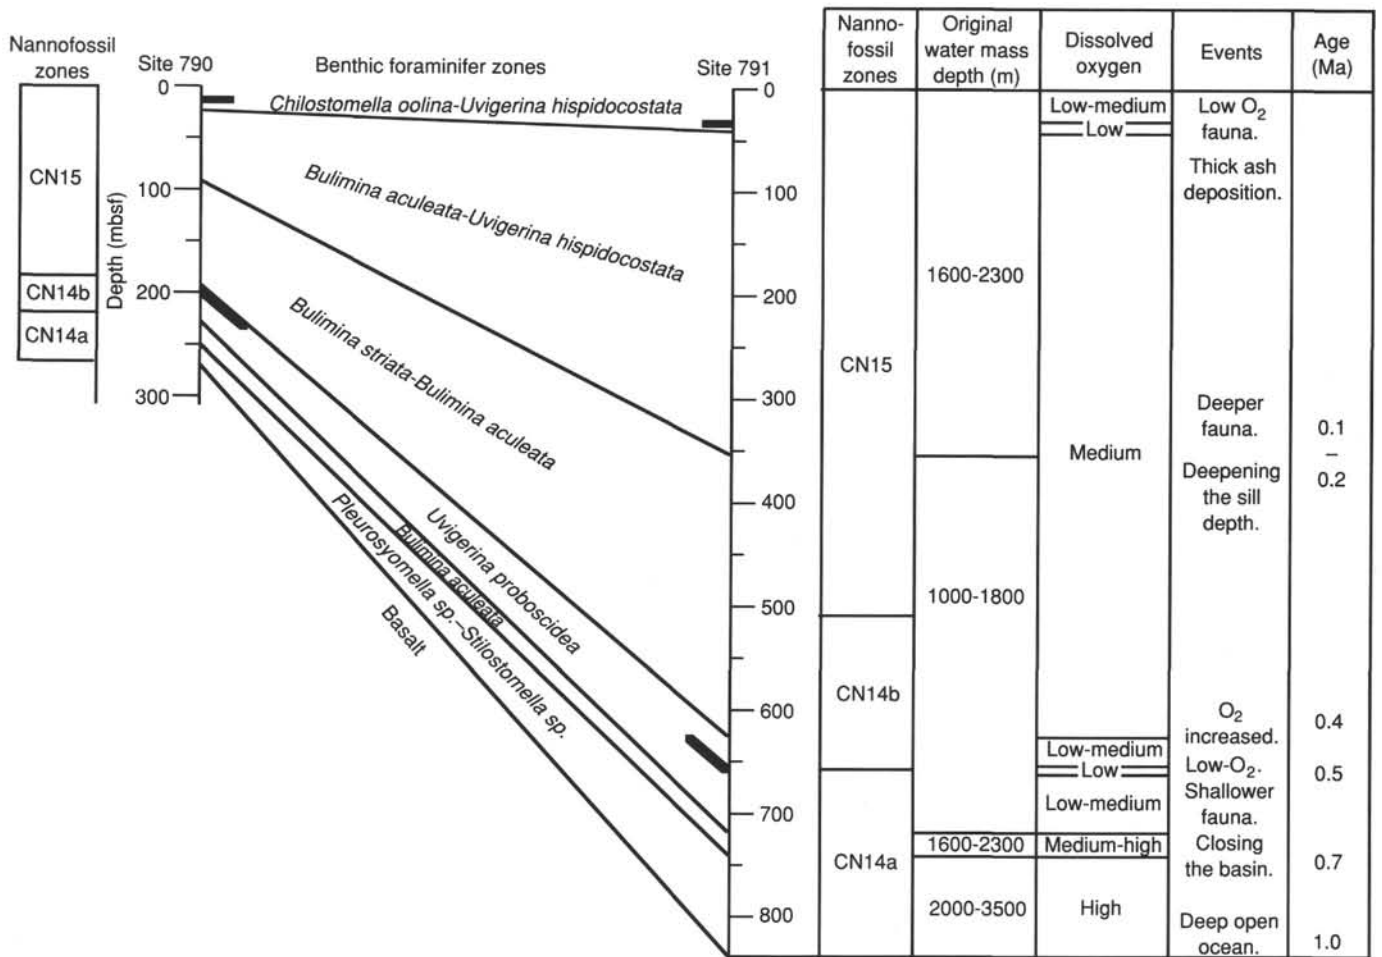 Nannofossil
zones
CN15
CN14b
CN14a
Depth (mbsf)
Site 790
0
100
200
300
Benthic foraminifer zones
Chilostomella oolina-Uvigerina hispidocostata
Bulimina aculeata-Uvigerina hispidocostata
Bulimina striata-Bulimina aculeata
Uvigerina proboscidea
Bulimina aculeata
Pleurosyomella sp.–Stilostomella sp.
Basalt
Site 791
0
100
200
300
400
500
600
700
800
Nanno-
fossil
zones
CN15
CN14b
CN14a
Original
water mass
depth (m)
1600-2300
1000-1800
1600-2300
2000-3500
Dissolved
oxygen
Low-medium
Low
Medium
Low-medium
Low
Low-medium
Medium-high
High
Events
Low O2
fauna.
Thick ash
deposition.
Deeper
fauna.
Deepening
the sill
depth.
O2
increased.
Low-O2.
Shallower
fauna.
Closing
the basin.
Deep open
ocean.
Age
(Ma)
0.1
–
0.2
0.4
0.5
0.7
1.0